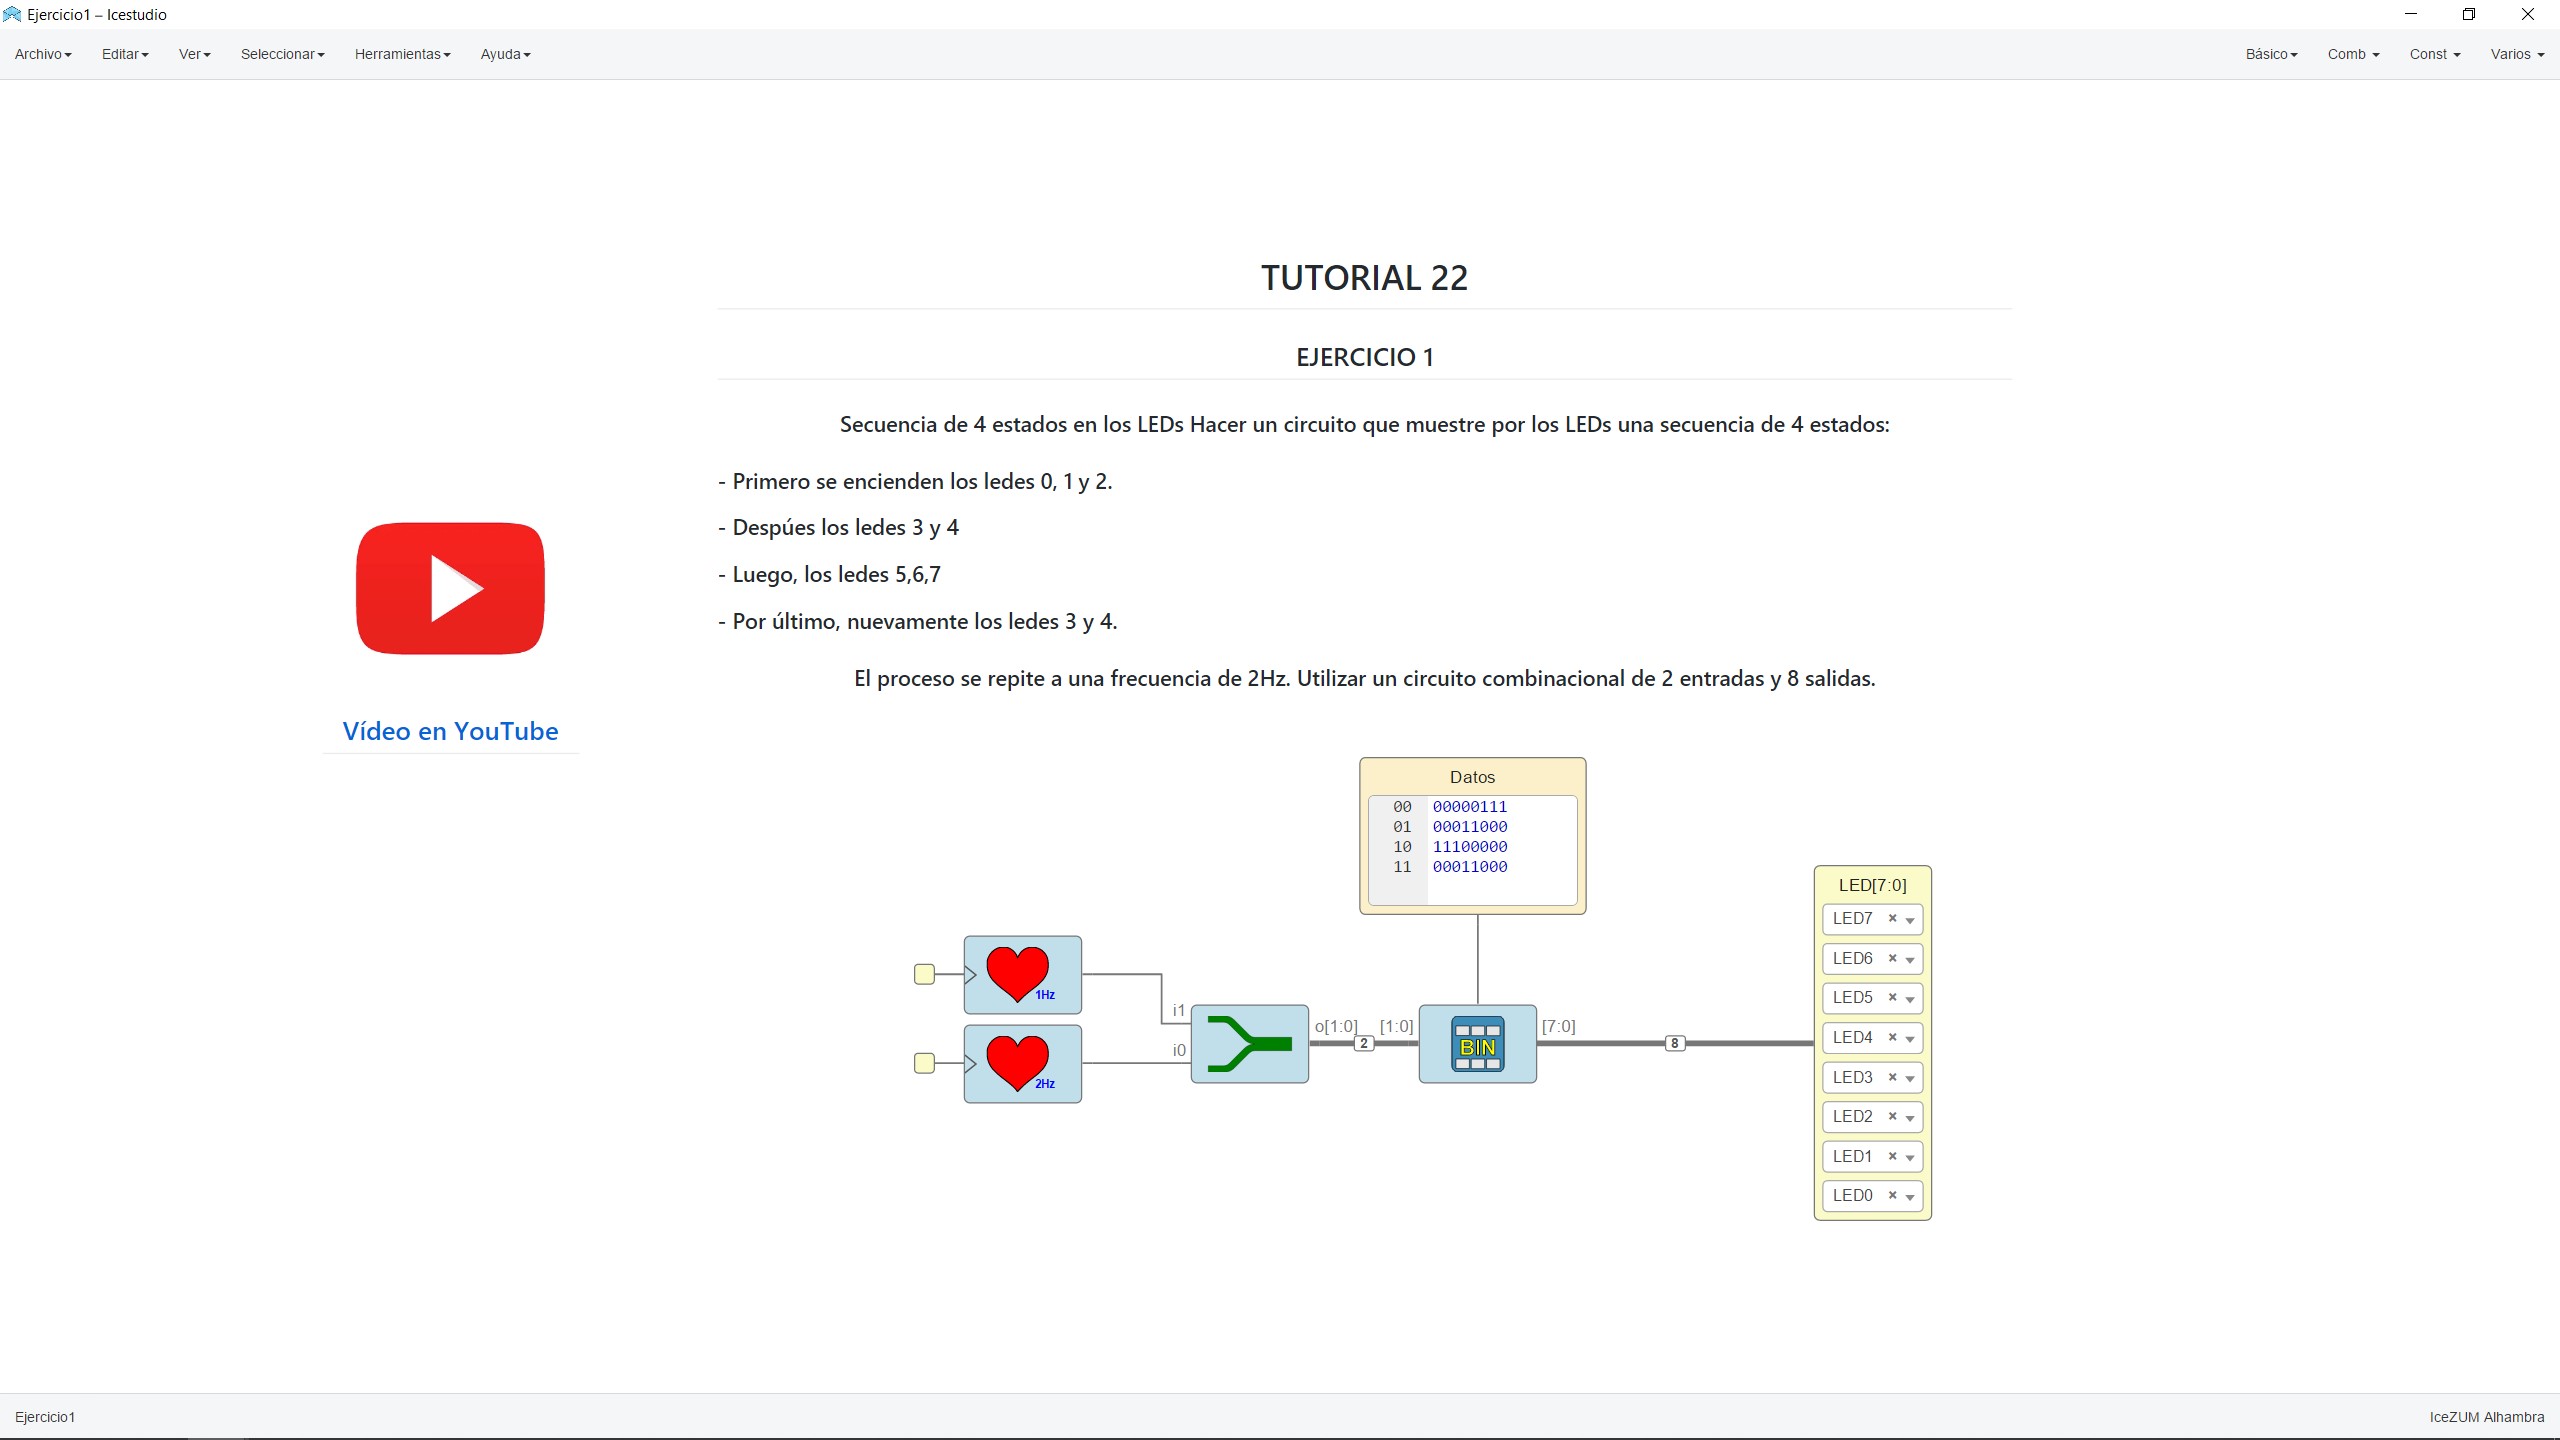 Ejercicio1 – Icestudio
Archivo Editar Ver Seleccionar Herramientas Ayuda Básico Comb Const Varios
TUTORIAL 22
EJERCICIO 1
Secuencia de 4 estados en los LEDs Hacer un circuito que muestre por los LEDs una secuencia de 4 estados:
- Primero se encienden los ledes 0, 1 y 2.
- Despúes los ledes 3 y 4
- Luego, los ledes 5,6,7
- Por último, nuevamente los ledes 3 y 4.
El proceso se repite a una frecuencia de 2Hz. Utilizar un circuito combinacional de 2 entradas y 8 salidas.
Vídeo en YouTube
Datos
00 00000111
01 00011000
10 11100000
11 00011000
1Hz
2Hz
i1
i0
o[1:0]
2
[1:0]
BIN
[7:0]
8
LED[7:0]
LED7
LED6
LED5
LED4
LED3
LED2
LED1
LED0
Ejercicio1
IceZUM Alhambra